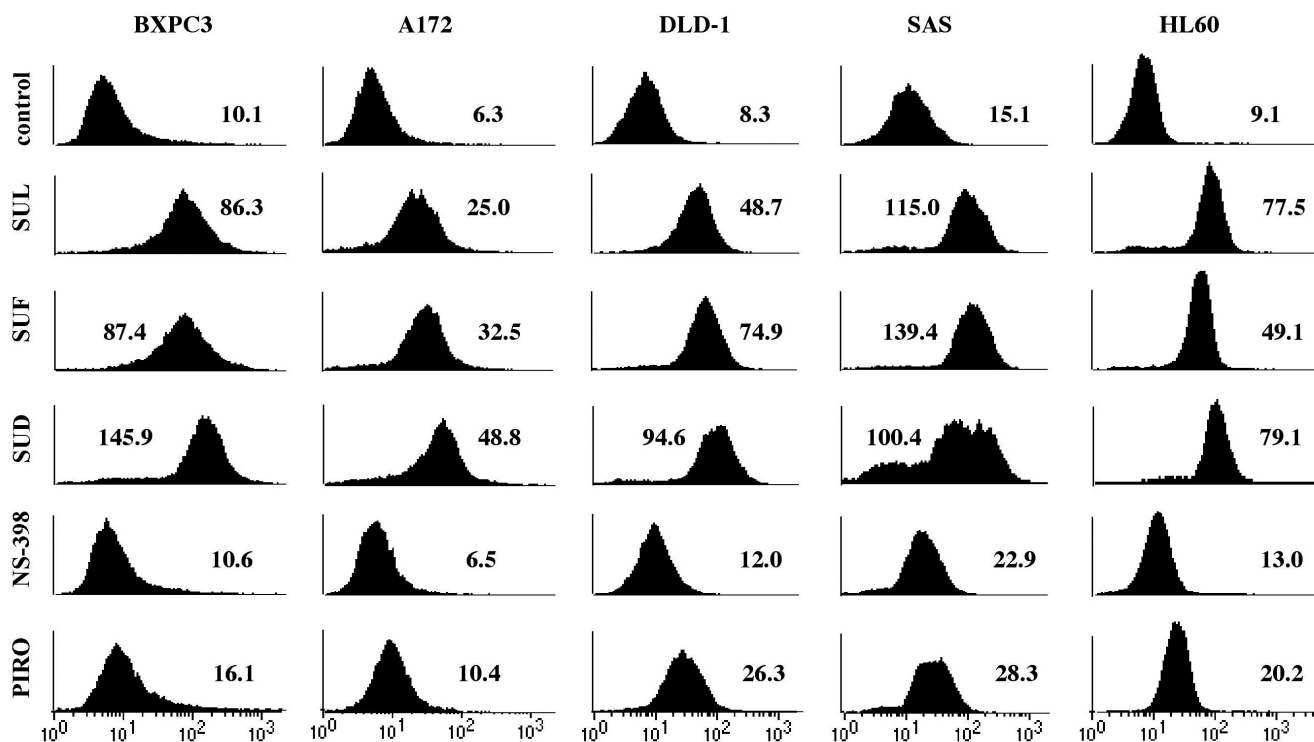 BXPC3 A172 DLD-1 SAS HL60
control 10.1 6.3 8.3 15.1 9.1
SUL 86.3 25.0 48.7 115.0 77.5
SUF 87.4 32.5 74.9 139.4 49.1
SUD 145.9 48.8 94.6 100.4 79.1
NS-398 10.6 6.5 12.0 22.9 13.0
PIRO 16.1 10.4 26.3 28.3 20.2
10⁰ 10¹ 10² 10³ 10⁰ 10¹ 10² 10³ 10⁰ 10¹ 10² 10³ 10⁰ 10¹ 10² 10³ 10⁰ 10¹ 10² 10³